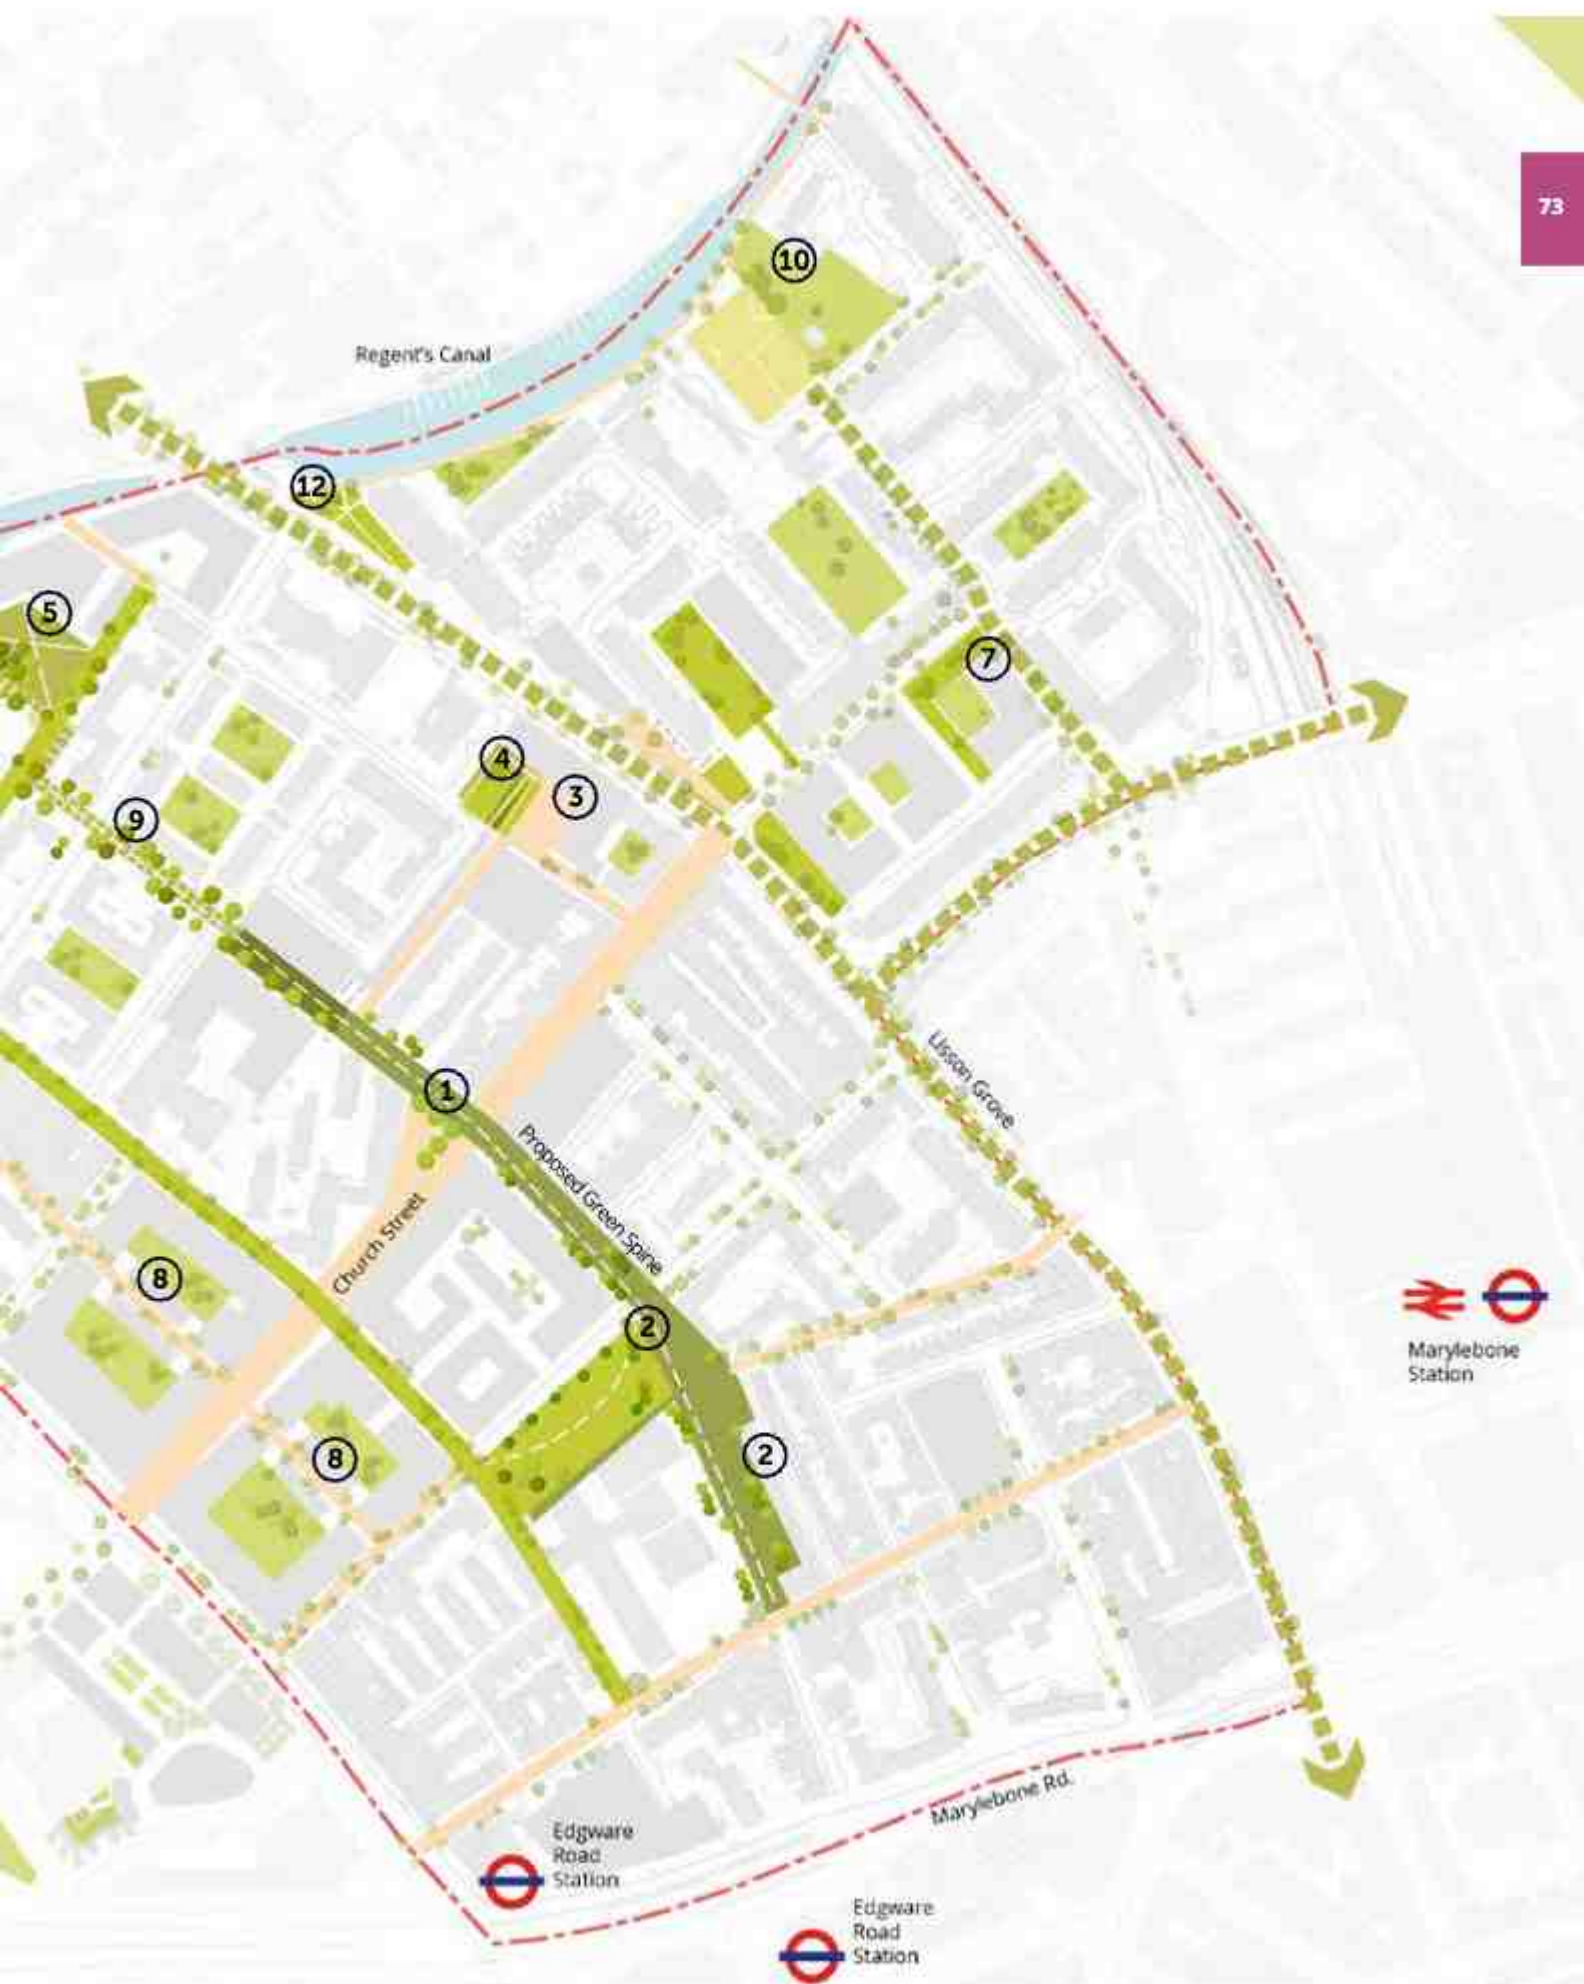 73
10
Regent's Canal
12
5
7
4
3
9
1
Lisson Grove
Proposed Green Spine
Church Street
8
2
Marylebone
Station
8
2
Marylebone Rd.
Edgware
Road
Station
Edgware
Road
Station